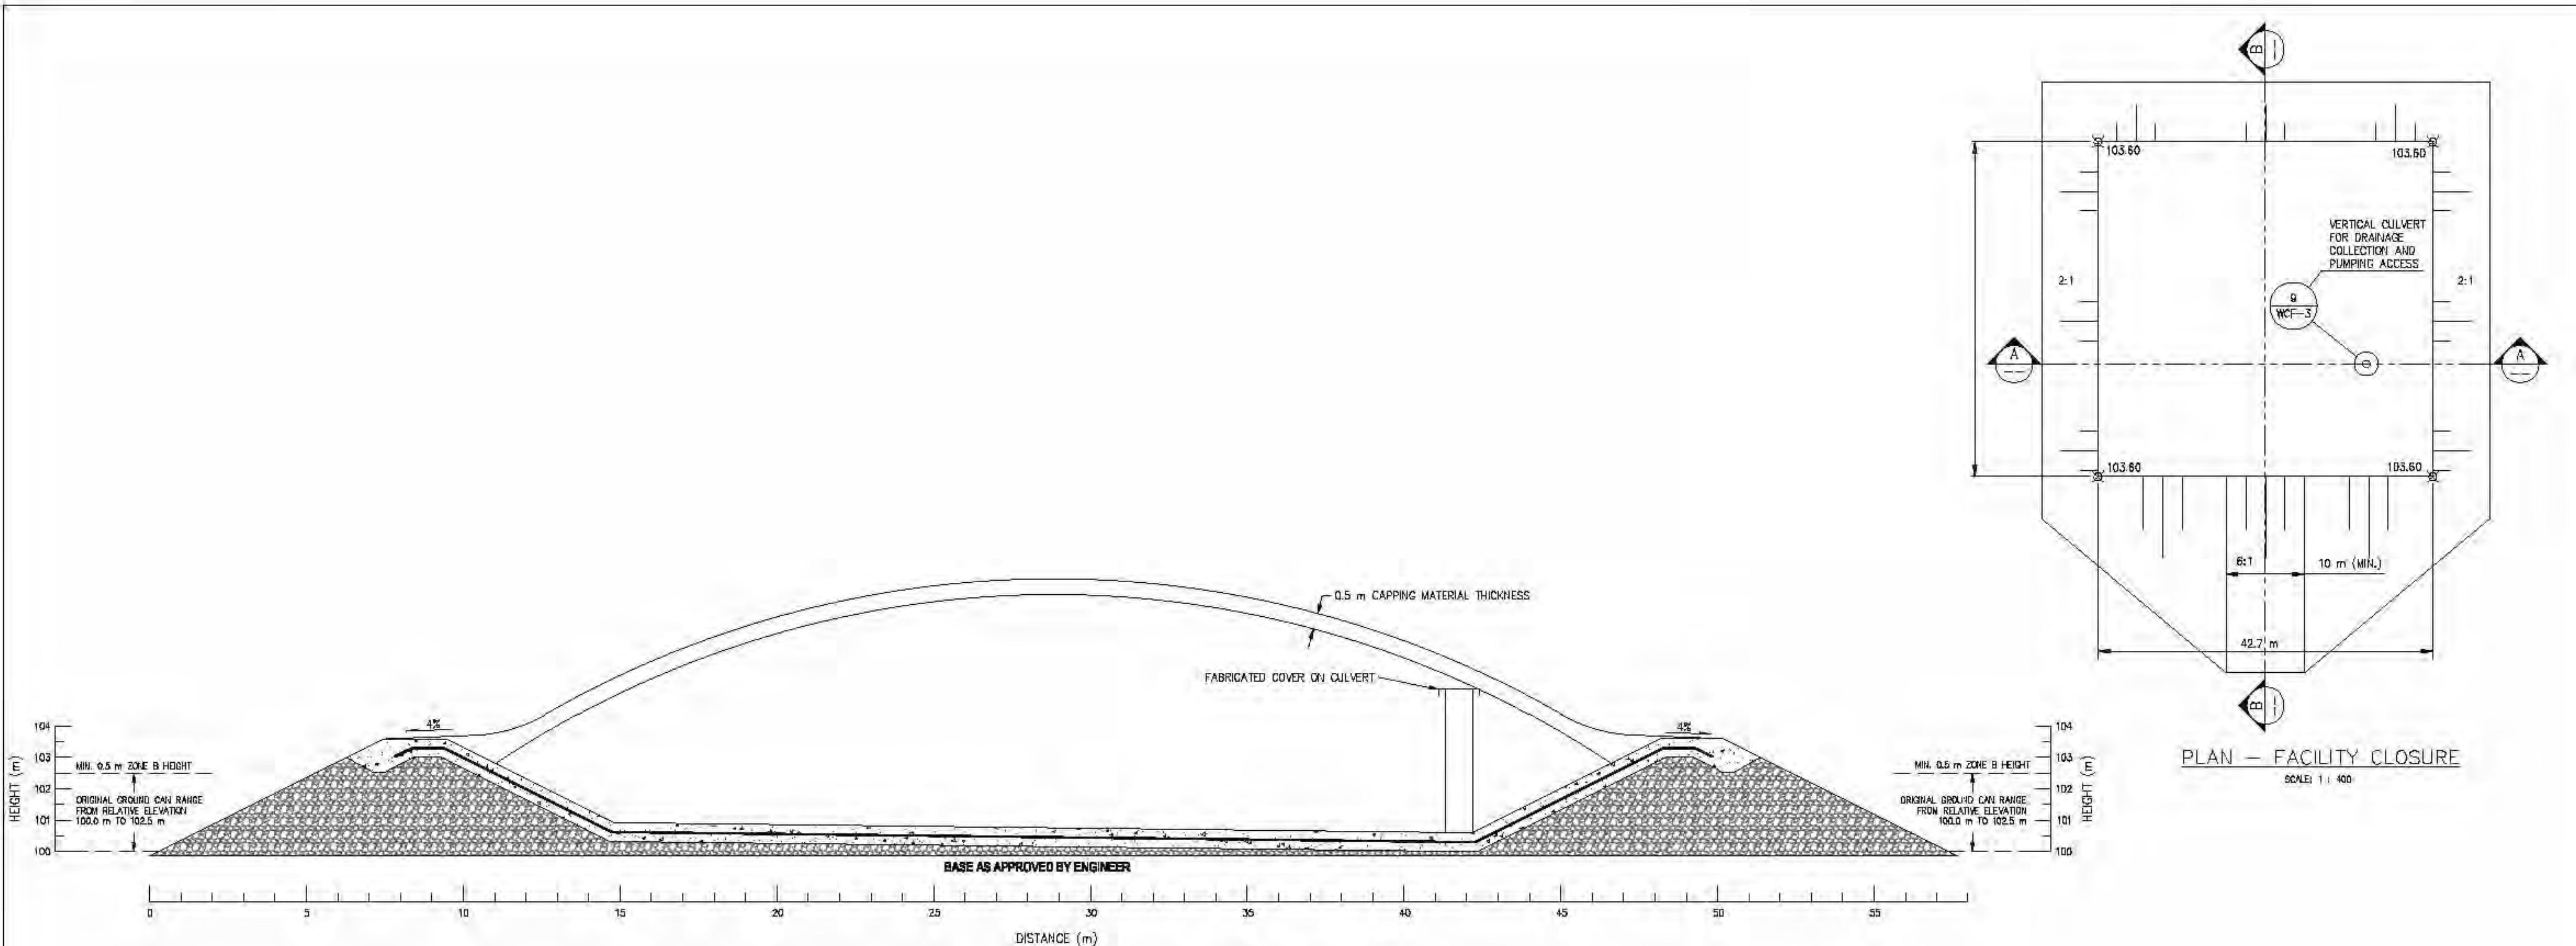 0.5 m CAPPING MATERIAL THICKNESS
FABRICATED COVER ON CULVERT
4%
4%
HEIGHT (m)
104
103
102
101
100
MIN. 0.5 m ZONE B HEIGHT
ORIGINAL GROUND CAN RANGE
FROM RELATIVE ELEVATION
100.0 m TO 102.5 m
MIN. 0.5 m ZONE B HEIGHT
ORIGINAL GROUND CAN RANGE
FROM RELATIVE ELEVATION
100.0 m TO 102.5 m
104
103
102
101
100
HEIGHT (m)
BASE AS APPROVED BY ENGINEER
0 5 10 15 20 25 30 35 40 45 50 55
DISTANCE (m)
B
103.60
103.60
VERTICAL CULVERT
FOR DRAINAGE
COLLECTION AND
PUMPING ACCESS
2:1
2:1
9
WCF-3
A
A
103.60
103.60
6:1
10 m (MIN.)
42.7 m
B
PLAN - FACILITY CLOSURE
SCALE: 1 : 400